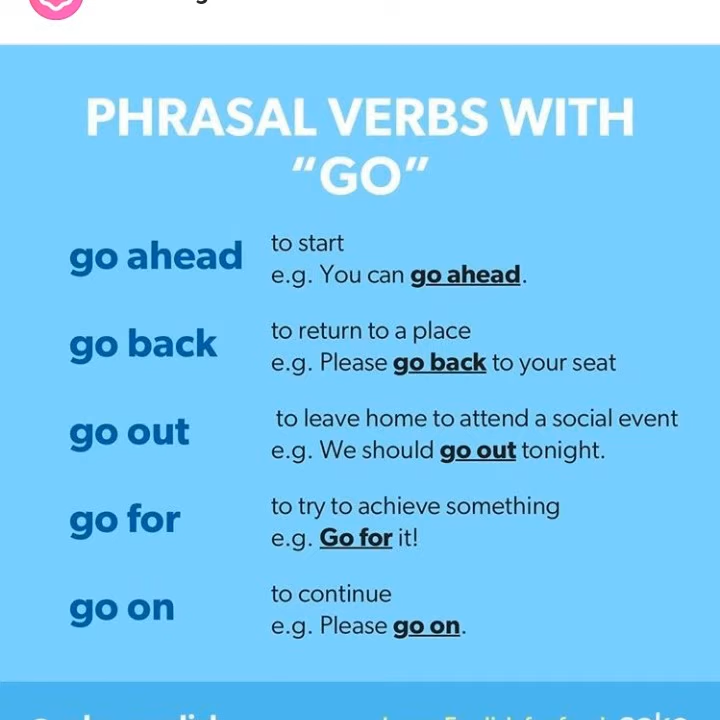 PHRASAL VERBS WITH
“GO”
go ahead
to start
e.g. You can go ahead.
go back
to return to a place
e.g. Please go back to your seat
go out
to leave home to attend a social event
e.g. We should go out tonight.
go for
to try to achieve something
e.g. Go for it!
go on
to continue
e.g. Please go on.